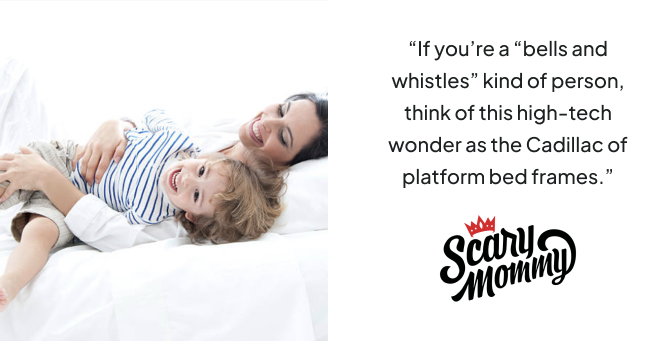 “If you’re a “bells and
whistles” kind of person,
think of this high-tech
wonder as the Cadillac of
platform bed frames.”
Scary
Mommy